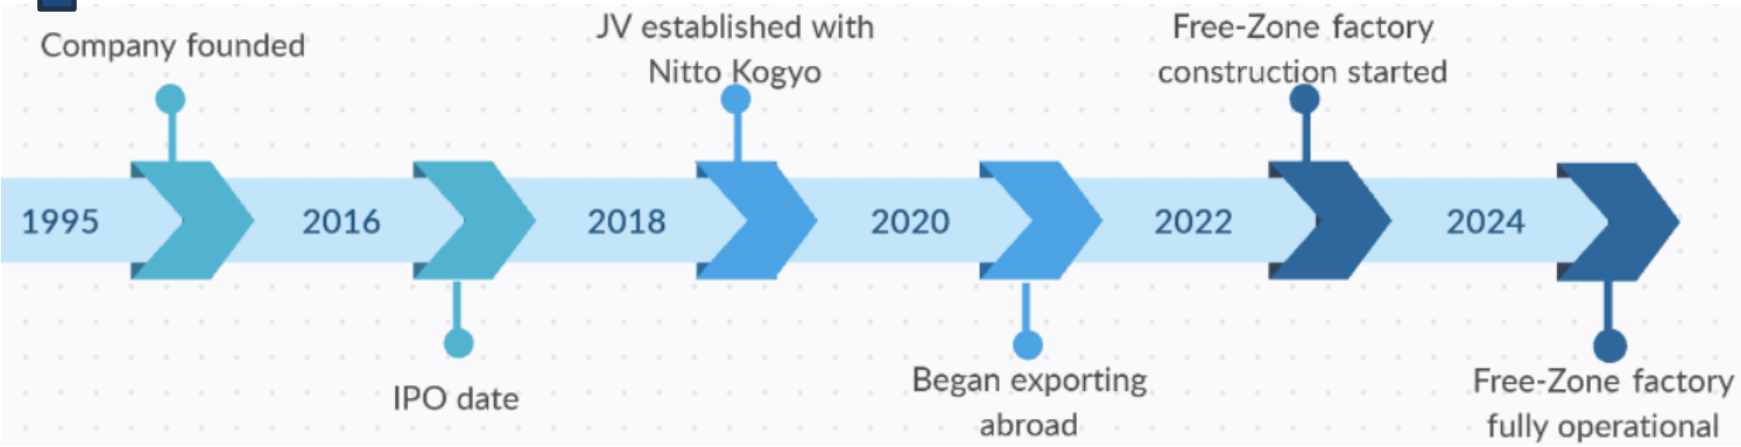 Company founded
JV established with
Nitto Kogyo
Free-Zone factory
construction started
1995
2016
2018
2020
2022
2024
IPO date
Began exporting
abroad
Free-Zone factory
fully operational